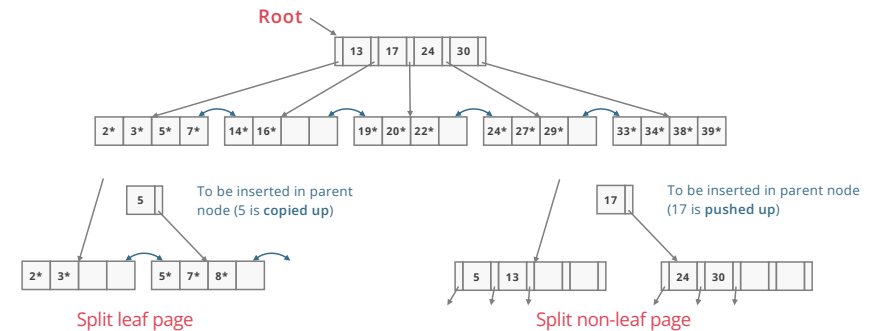 Root
13 17 24 30
2* 3* 5* 7* 14* 16* 19* 20* 22* 24* 27* 29* 33* 34* 38* 39*
5
To be inserted in parent
node (5 is copied up)
17
To be inserted in parent node
(17 is pushed up)
2* 3* 5* 7* 8*
5 13 24 30
Split leaf page
Split non-leaf page